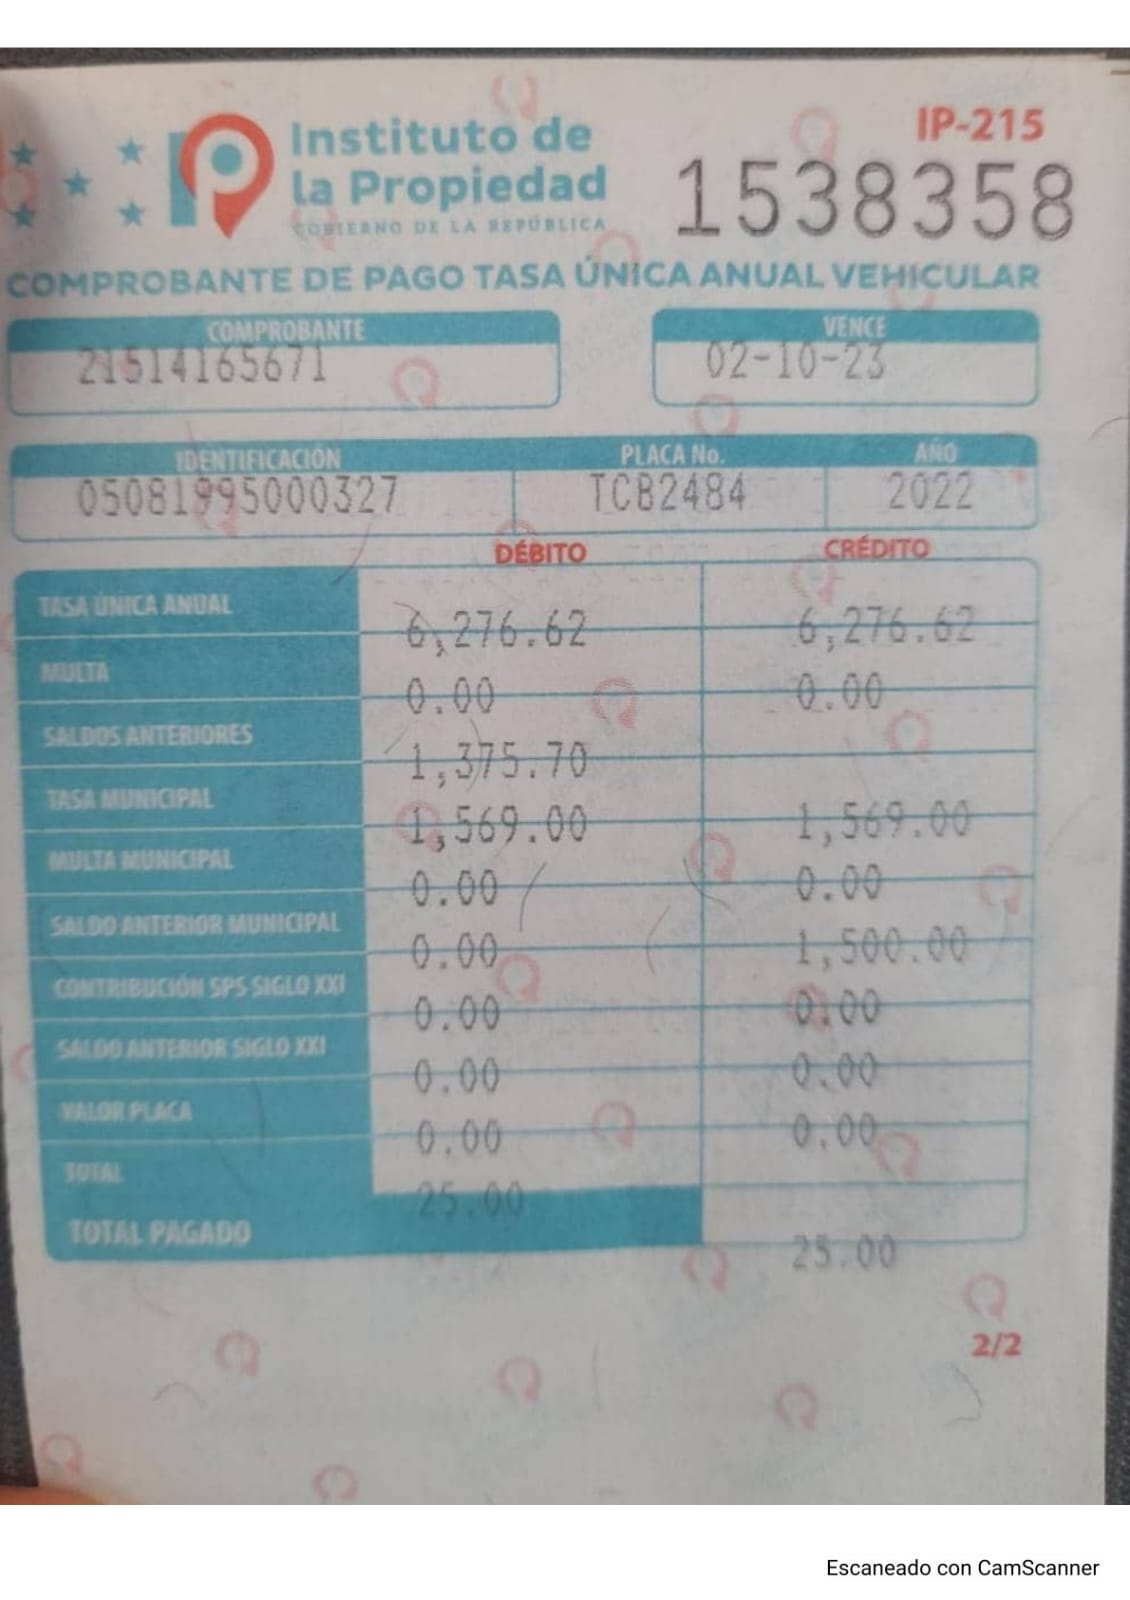 IP-215
Instituto de
la Propiedad
GOBIERNO DE LA REPÚBLICA
1538358
COMPROBANTE DE PAGO TASA ÚNICA ANUAL VEHICULAR
COMPROBANTE VENCE
21514165671 02-10-23
IDENTIFICACIÓN PLACA No. AÑO
05081995000327 TCB2484 2022
DÉBITO CRÉDITO
TASA ÚNICA ANUAL 6,276.62 6,276.62
MULTA 0.00 0.00
SALDOS ANTERIORES 1,375.70
TASA MUNICIPAL 1,569.00 1,569.00
MULTA MUNICIPAL 0.00 0.00
SALDO ANTERIOR MUNICIPAL 0.00 1,500.00
CONTRIBUCIÓN SPS SIGLO XXI 0.00 0.00
SALDO ANTERIOR SIGLO XXI 0.00 0.00
VALOR PLACA 0.00 0.00
TOTAL 25.00
TOTAL PAGADO 25.00
2/2
Escaneado con CamScanner